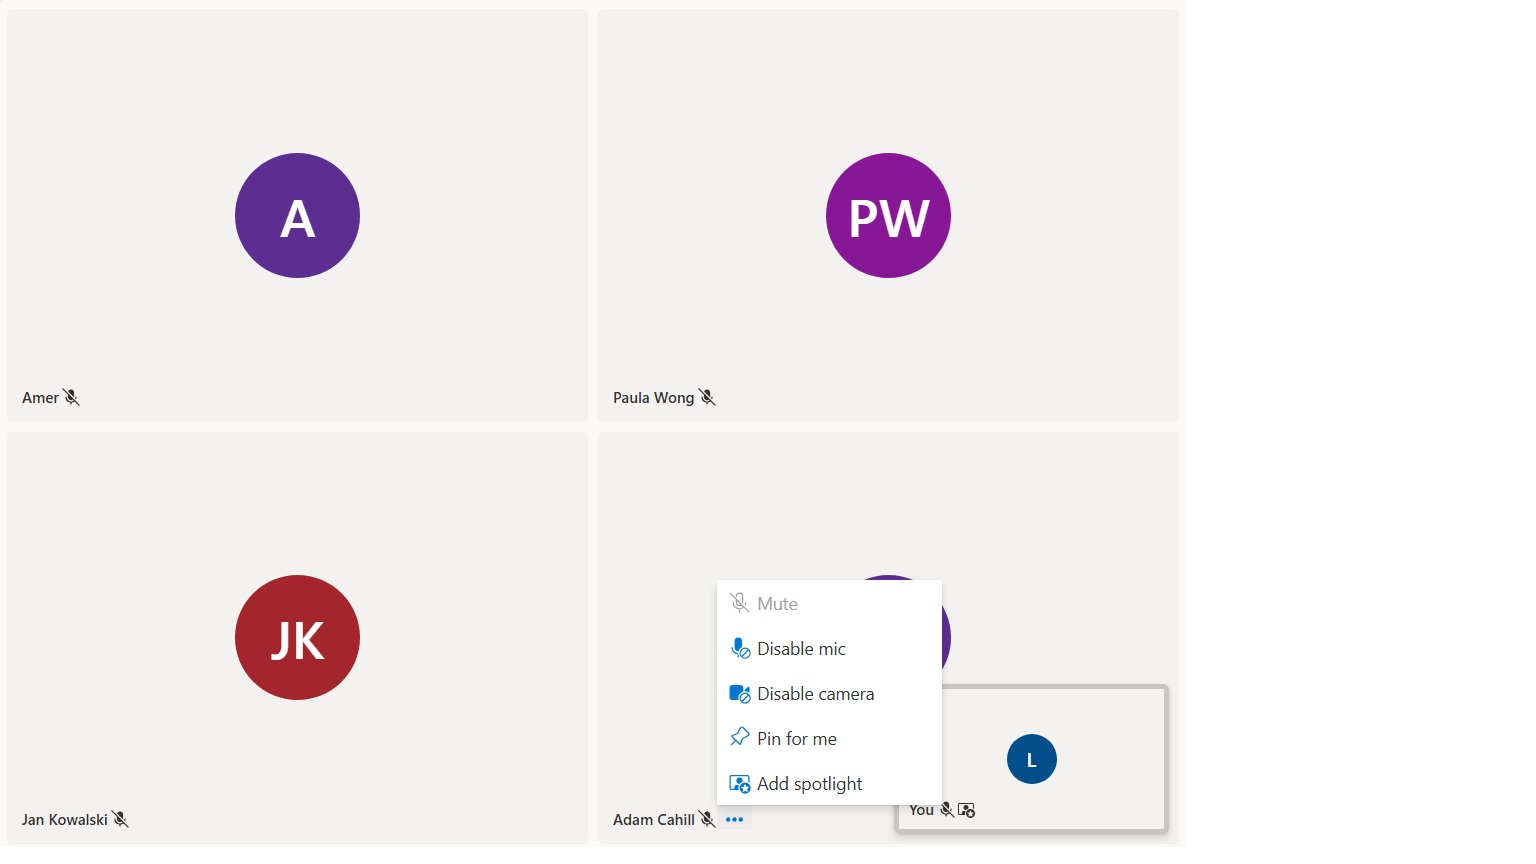 A
PW
Amer
Paula Wong
JK
Mute
Disable mic
Disable camera
Pin for me
Add spotlight
L
You
Jan Kowalski
Adam Cahill